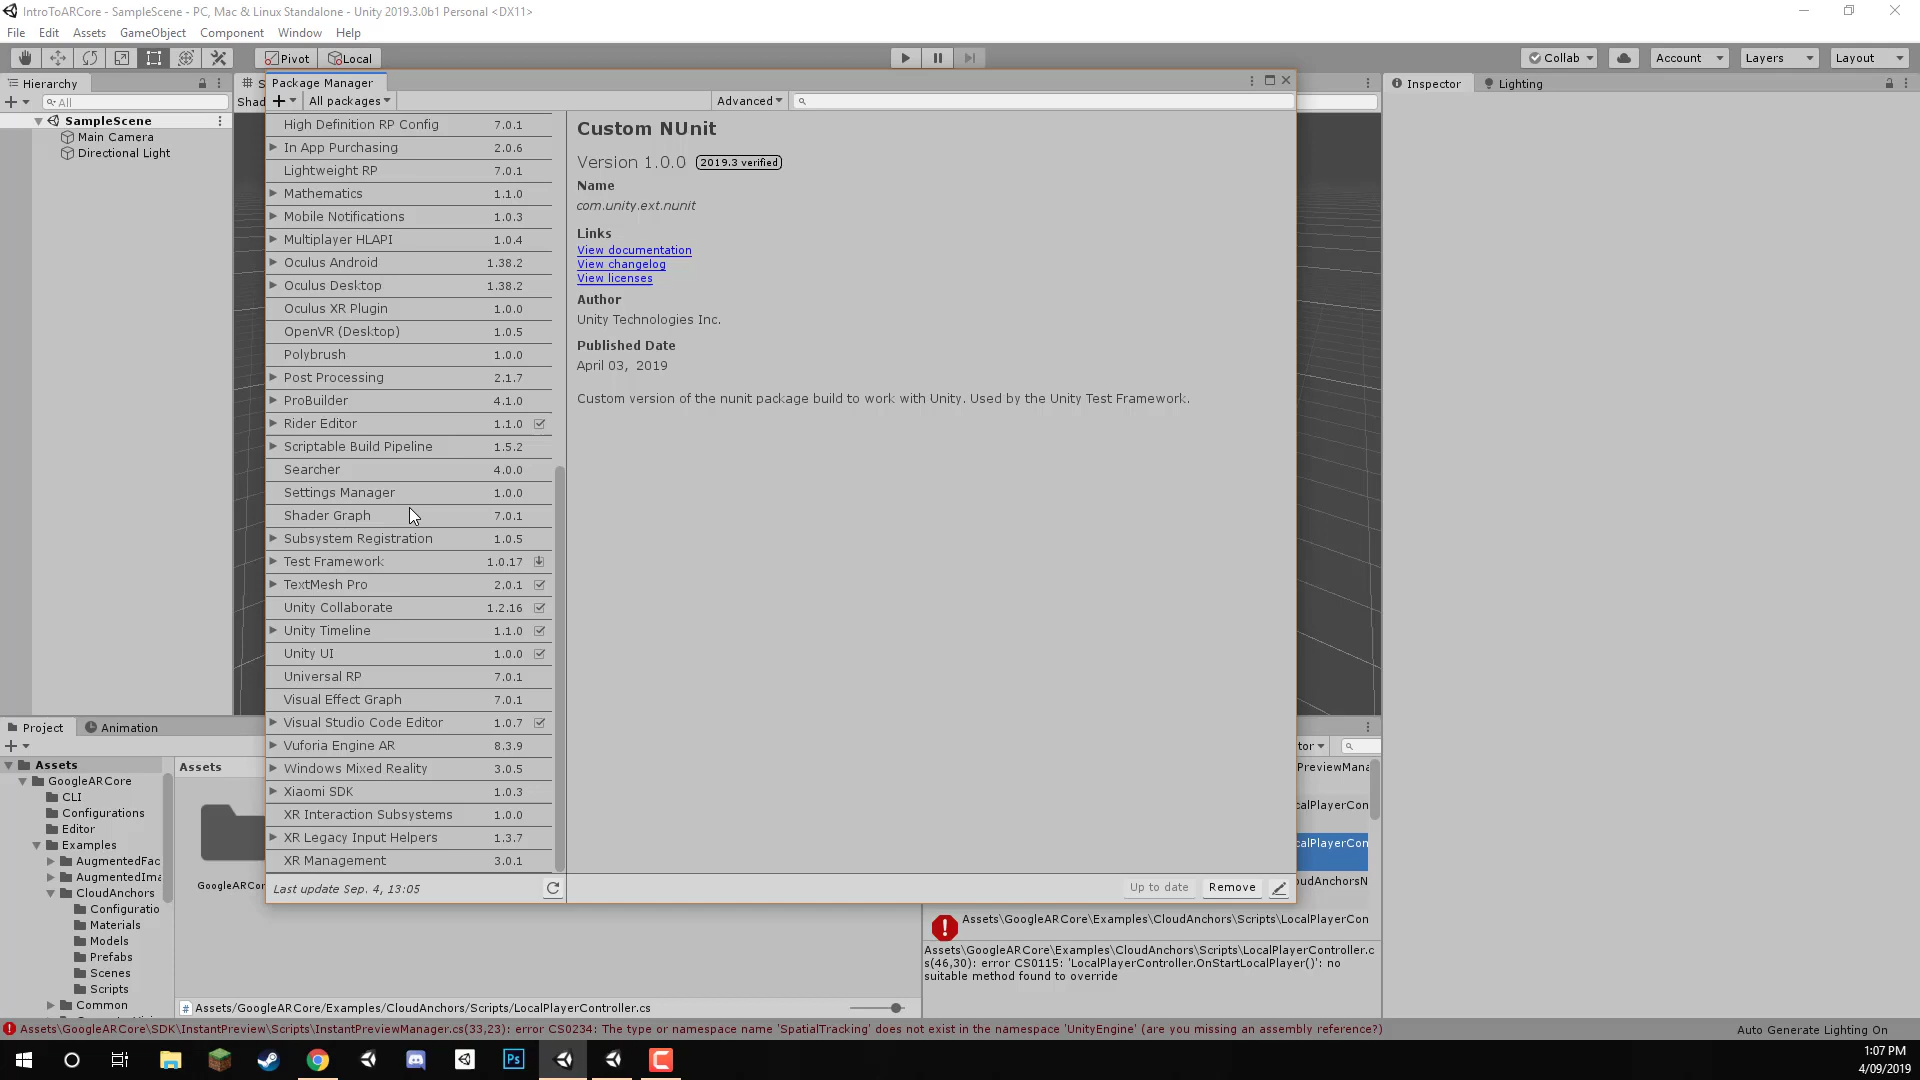 IntroToARCore - SampleScene - PC, Mac & Linux Standalone - Unity 2019.3.0b1 Personal <DX11>
File Edit Assets GameObject Component Window Help
Pivot Local Collab Account Layers Layout
Hierarchy
All
SampleScene
Main Camera
Directional Light
S
Shad
Package Manager
All packages Advanced
High Definition RP Config 7.0.1
In App Purchasing 2.0.6
Lightweight RP 7.0.1
Mathematics 1.1.0
Mobile Notifications 1.0.3
Multiplayer HLAPI 1.0.4
Oculus Android 1.38.2
Oculus Desktop 1.38.2
Oculus XR Plugin 1.0.0
OpenVR (Desktop) 1.0.5
Polybrush 1.0.0
Post Processing 2.1.7
ProBuilder 4.1.0
Rider Editor 1.1.0
Scriptable Build Pipeline 1.5.2
Searcher 4.0.0
Settings Manager 1.0.0
Shader Graph 7.0.1
Subsystem Registration 1.0.5
Test Framework 1.0.17
TextMesh Pro 2.0.1
Unity Collaborate 1.2.16
Unity Timeline 1.1.0
Unity UI 1.0.0
Universal RP 7.0.1
Visual Effect Graph 7.0.1
Visual Studio Code Editor 1.0.7
Vuforia Engine AR 8.3.9
Windows Mixed Reality 3.0.5
Xiaomi SDK 1.0.3
XR Interaction Subsystems 1.0.0
XR Legacy Input Helpers 1.3.7
XR Management 3.0.1
Last update Sep. 4, 13:05
Custom NUnit
Version 1.0.0 2019.3 verified
Name
com.unity.ext.nunit
Links
View documentation
View changelog
View licenses
Author
Unity Technologies Inc.
Published Date
April 03, 2019
Custom version of the nunit package build to work with Unity. Used by the Unity Test Framework.
Up to date Remove
Inspector Lighting
Project Animation
Assets
GoogleARCore
CLI
Configurations
Editor
Examples
AugmentedFac
AugmentedIma
CloudAnchors
Configuratio
Materials
Models
Prefabs
Scenes
Scripts
Common
Assets
GoogleARCor
Assets/GoogleARCore/Examples/CloudAnchors/Scripts/LocalPlayerController.cs
tor
PreviewMana
calPlayerCon
calPlayerCon
udAnchorsN
Assets\GoogleARCore\Examples\CloudAnchors\Scripts\LocalPlayerCon
Assets\GoogleARCore\Examples\CloudAnchors\Scripts\LocalPlayerController.c
s(46,30): error CS0115: 'LocalPlayerController.OnStartLocalPlayer()': no
suitable method found to override
Assets\GoogleARCore\SDK\InstantPreview\Scripts\InstantPreviewManager.cs(33,23): error CS0234: The type or namespace name 'SpatialTracking' does not exist in the namespace 'UnityEngine' (are you missing an assembly reference?)
Auto Generate Lighting On
Ps
1:07 PM
4/09/2019